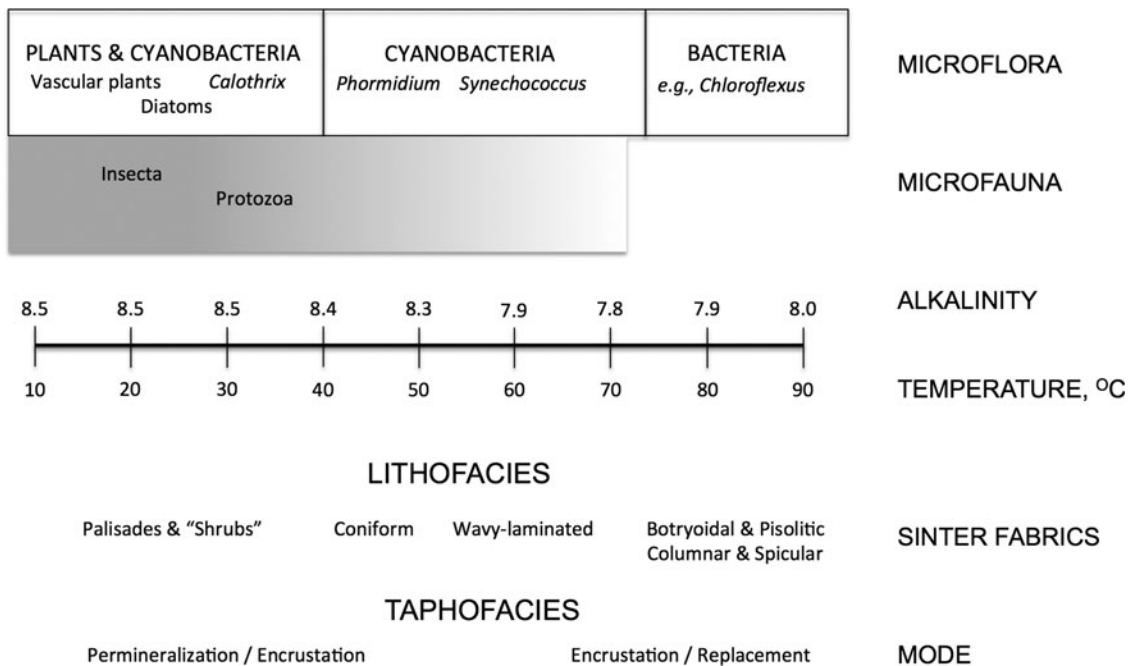 PLANTS & CYANOBACTERIA
Vascular plants Calothrix
Diatoms
CYANOBACTERIA
Phormidium Synechococcus
BACTERIA
e.g., Chloroflexus
MICROFLORA
Insecta
Protozoa
MICROFAUNA
8.5 8.5 8.5 8.4 8.3 7.9 7.8 7.9 8.0
ALKALINITY
10 20 30 40 50 60 70 80 90
TEMPERATURE, ᴼC
LITHOFACIES
Palisades & “Shrubs”
Coniform
Wavy-laminated
Botryoidal & Pisolitic
Columnar & Spicular
SINTER FABRICS
TAPHOFACIES
Permineralization / Encrustation
Encrustation / Replacement
MODE